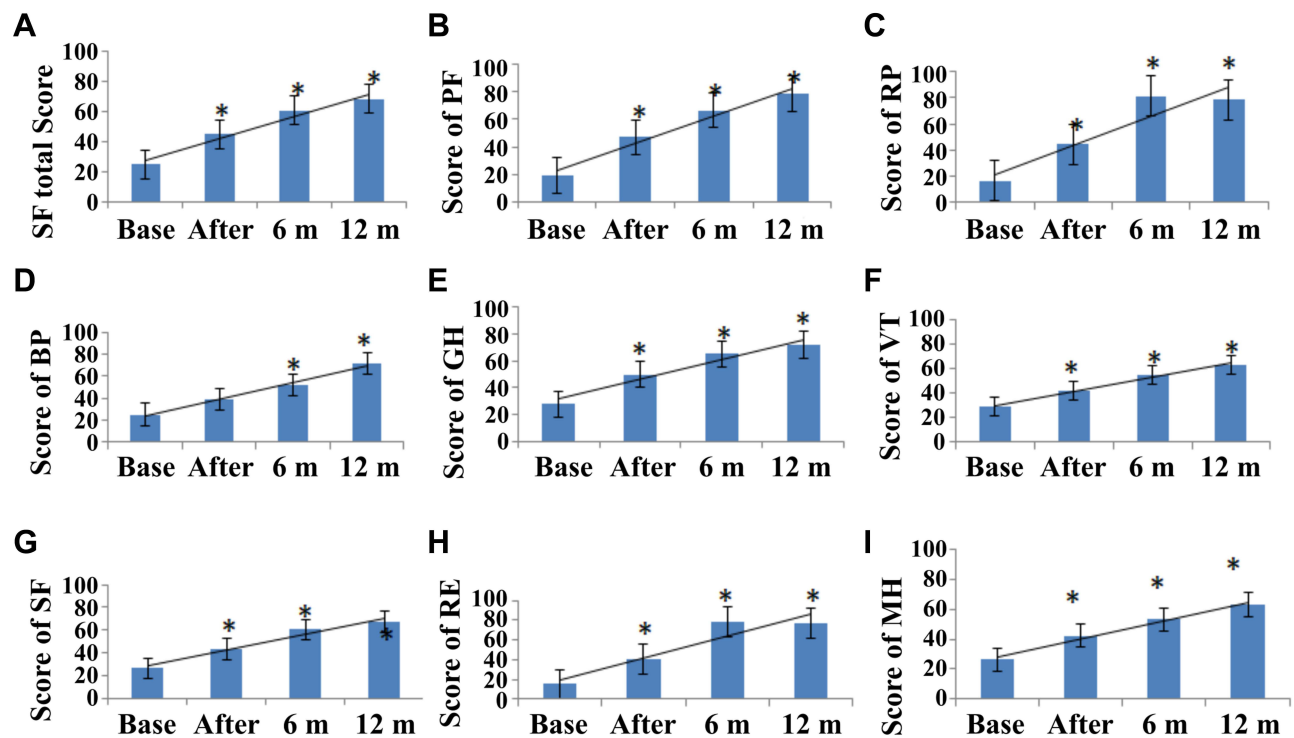 A
SF total Score
100
80
60
40
20
0
* * *
Base After 6 m 12 m
B
Score of PF
100
80
60
40
20
0
* * *
Base After 6 m 12 m
C
Score of RP
100
80
60
40
20
0
* * *
Base After 6 m 12 m
D
Score of BP
100
80
60
40
20
0
* *
Base After 6 m 12 m
E
Score of GH
100
80
60
40
20
0
* * *
Base After 6 m 12 m
F
Score of VT
100
80
60
40
20
0
* * *
Base After 6 m 12 m
G
Score of SF
100
80
60
40
20
0
* * *
Base After 6 m 12 m
H
Score of RE
100
80
60
40
20
0
* * *
Base After 6 m 12 m
I
Score of MH
100
80
60
40
20
0
* * *
Base After 6 m 12 m